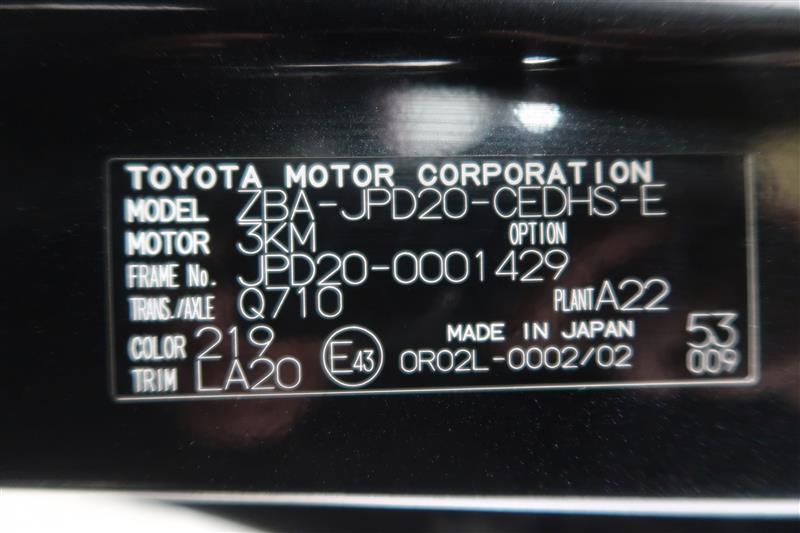 TOYOTA MOTOR CORPORATION
MODEL ZBA-JPD20-CEDHS-E
MOTOR 3KM OPTION
FRAME No. JPD20-0001429
TRANS./AXLE Q710 PLANT A22
COLOR 219 E43 MADE IN JAPAN 53
TRIM LA20 0R02L-0002/02 009